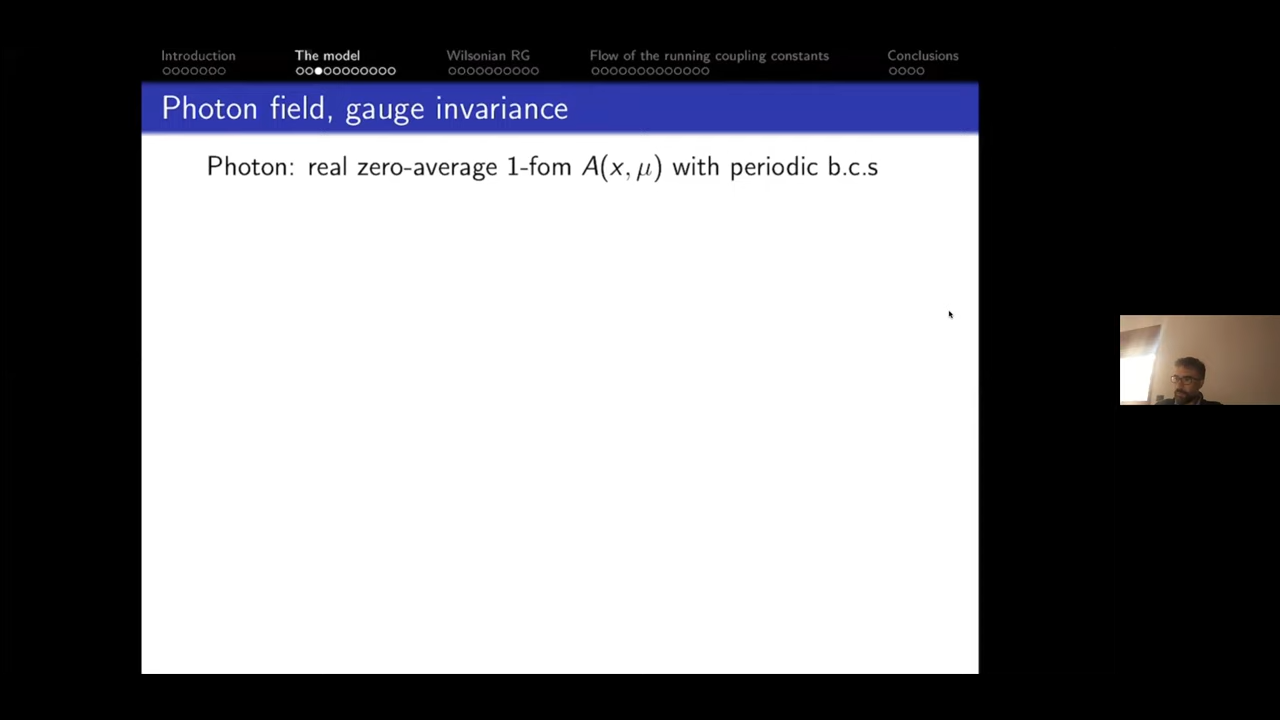 Introduction
The model
Wilsonian RG
Flow of the running coupling constants
Conclusions
Photon field, gauge invariance
Photon: real zero-average 1-fom A(x, μ) with periodic b.c.s